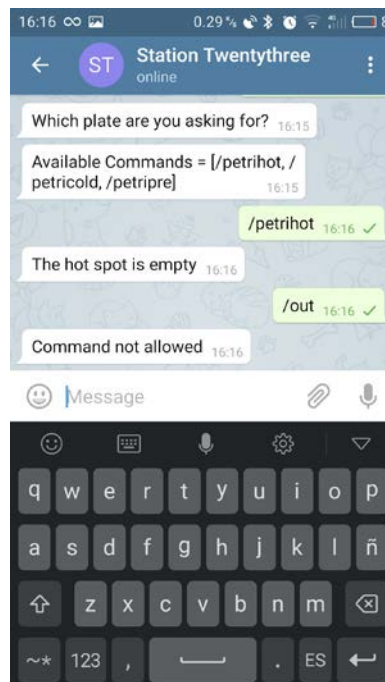 16:16 0.29 % 8
ST Station Twentythree
online
Which plate are you asking for? 16:15
Available Commands = [/petrihot, /
petricold, /petripre]
16:15
/petrihot 16:16
The hot spot is empty 16:16
/out 16:16
Command not allowed 16:16
Message
q w e r t y u i o p
a s d f g h j k l ñ
z x c v b n m
~* 123 , . ES